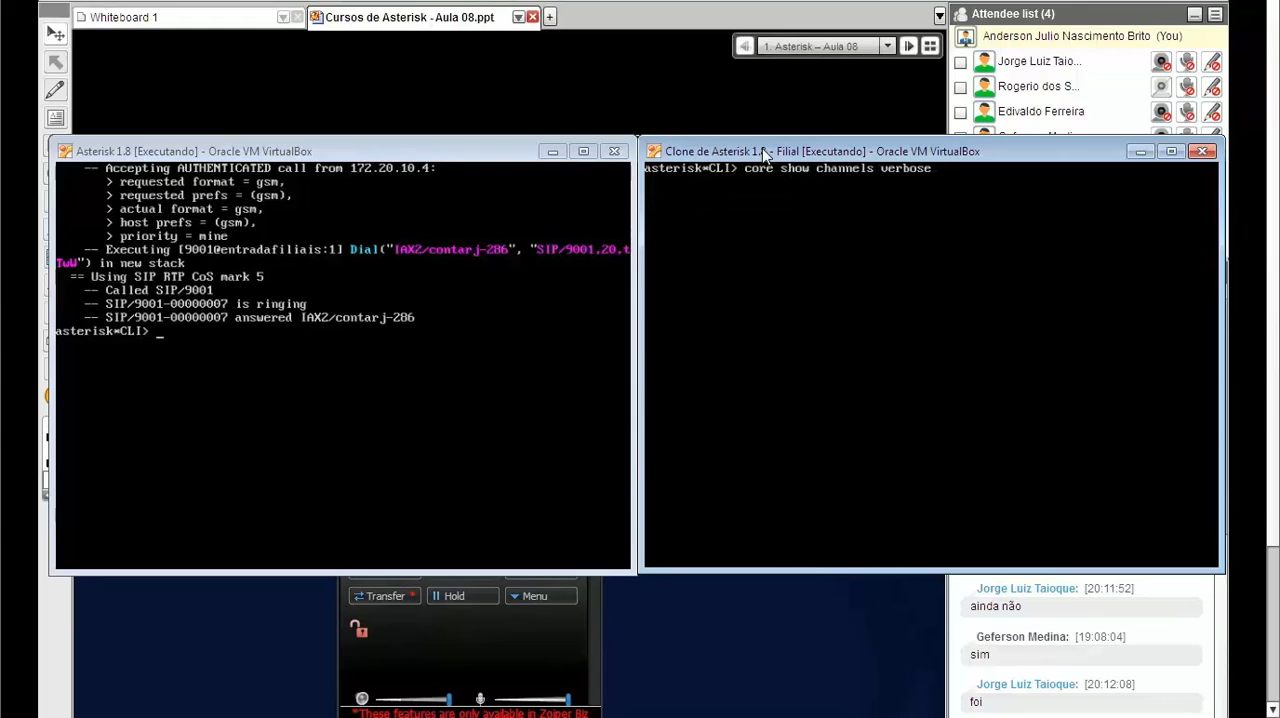 Whiteboard 1
Cursos de Asterisk - Aula 08.ppt
1. Asterisk – Aula 08
Attendee list (4)
Anderson Julio Nascimento Brito (You)
Jorge Luiz Taio...
Rogerio dos S...
Edivaldo Ferreira
Asterisk 1.8 [Executando] - Oracle VM VirtualBox
-- Accepting AUTHENTICATED call from 172.20.10.4:
> requested format = gsm,
> requested prefs = (gsm),
> actual format = gsm,
> host prefs = (gsm),
> priority = mine
-- Executing [9001@entradafiliais:1] Dial("IAX2/contarj-286", "SIP/9001,20,t
TwW") in new stack
== Using SIP RTP CoS mark 5
-- Called SIP/9001
-- SIP/9001-00000007 is ringing
-- SIP/9001-00000007 answered IAX2/contarj-286
asterisk*CLI> _
Clone de Asterisk 1. - Filial [Executando] - Oracle VM VirtualBox
asterisk*CLI> core show channels verbose
Transfer *
Hold
Menu
*These features are only available in Zoiper Biz
Jorge Luiz Taioque: [20:11:52]
ainda não
Geferson Medina: [19:08:04]
sim
Jorge Luiz Taioque: [20:12:08]
foi